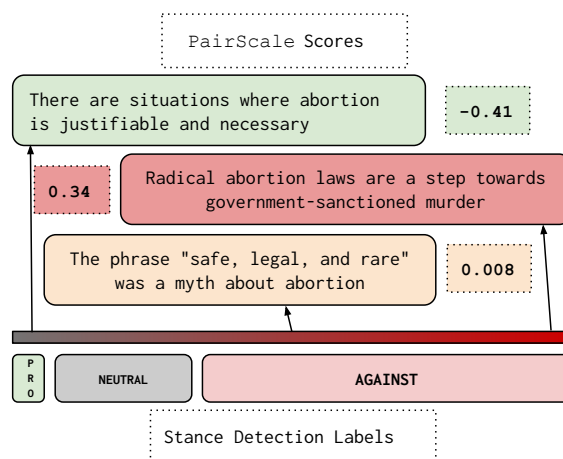 PairScale Scores
There are situations where abortion
is justifiable and necessary
-0.41
0.34
Radical abortion laws are a step towards
government-sanctioned murder
The phrase "safe, legal, and rare"
was a myth about abortion
0.008
PRO
NEUTRAL
AGAINST
Stance Detection Labels